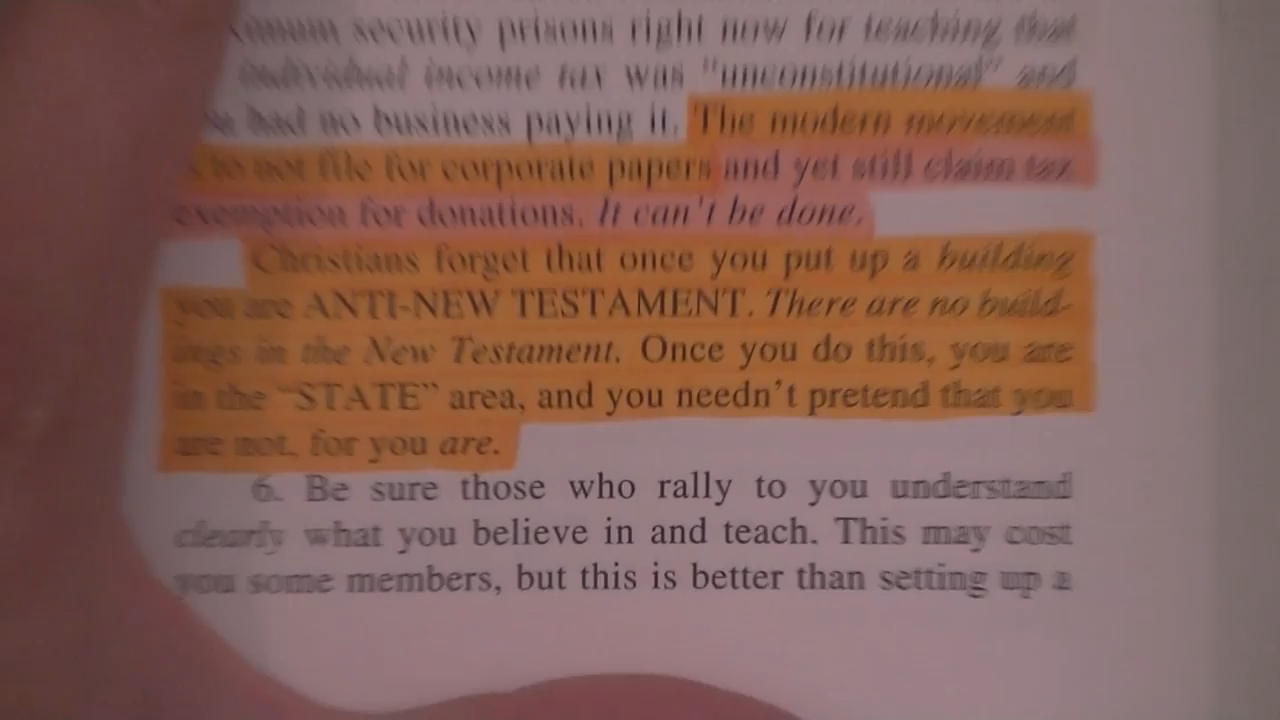 security prisons right now for teaching that
individual income tax was "unconstitutional" and
had no business paying it. The modern movement
to not file for corporate papers and yet still claim tax
exemption for donations. It can't be done.
Christians forget that once you put up a building
you are ANTI-NEW TESTAMENT. There are no build-
ings in the New Testament. Once you do this, you are
in the "STATE" area, and you needn't pretend that you
are not, for you are.
6. Be sure those who rally to you understand
clearly what you believe in and teach. This may cost
you some members, but this is better than setting up a